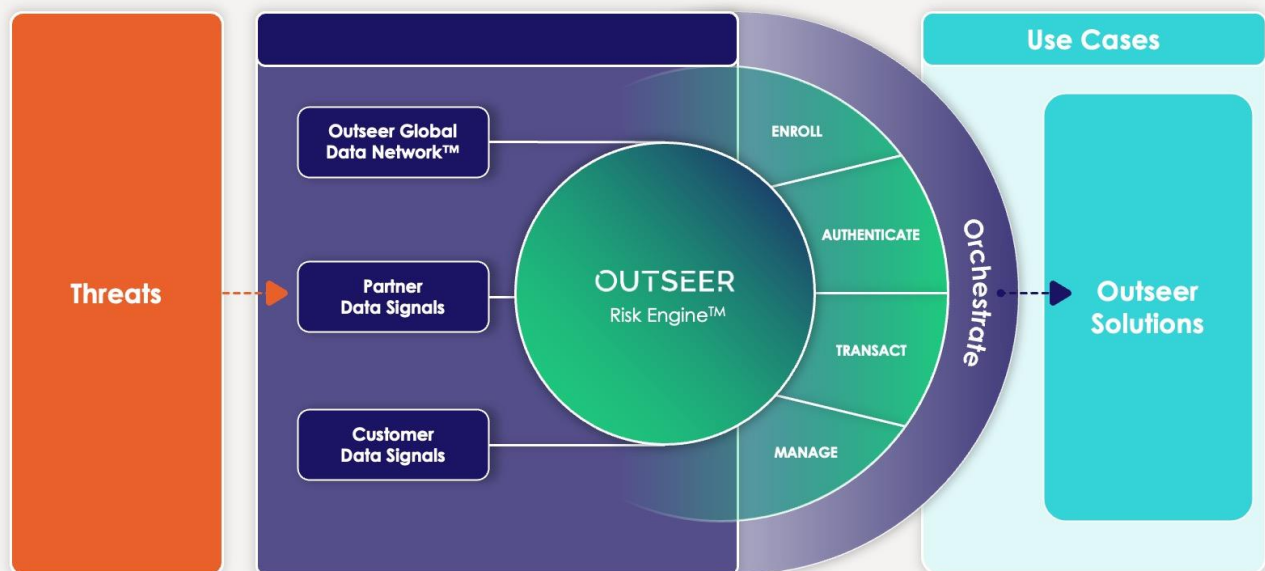 Threats
Outseer Global
Data Network™
Partner
Data Signals
Customer
Data Signals
OUTSEER
Risk Engine™
ENROLL
AUTHENTICATE
TRANSACT
MANAGE
Orchestrate
Use Cases
Outseer
Solutions